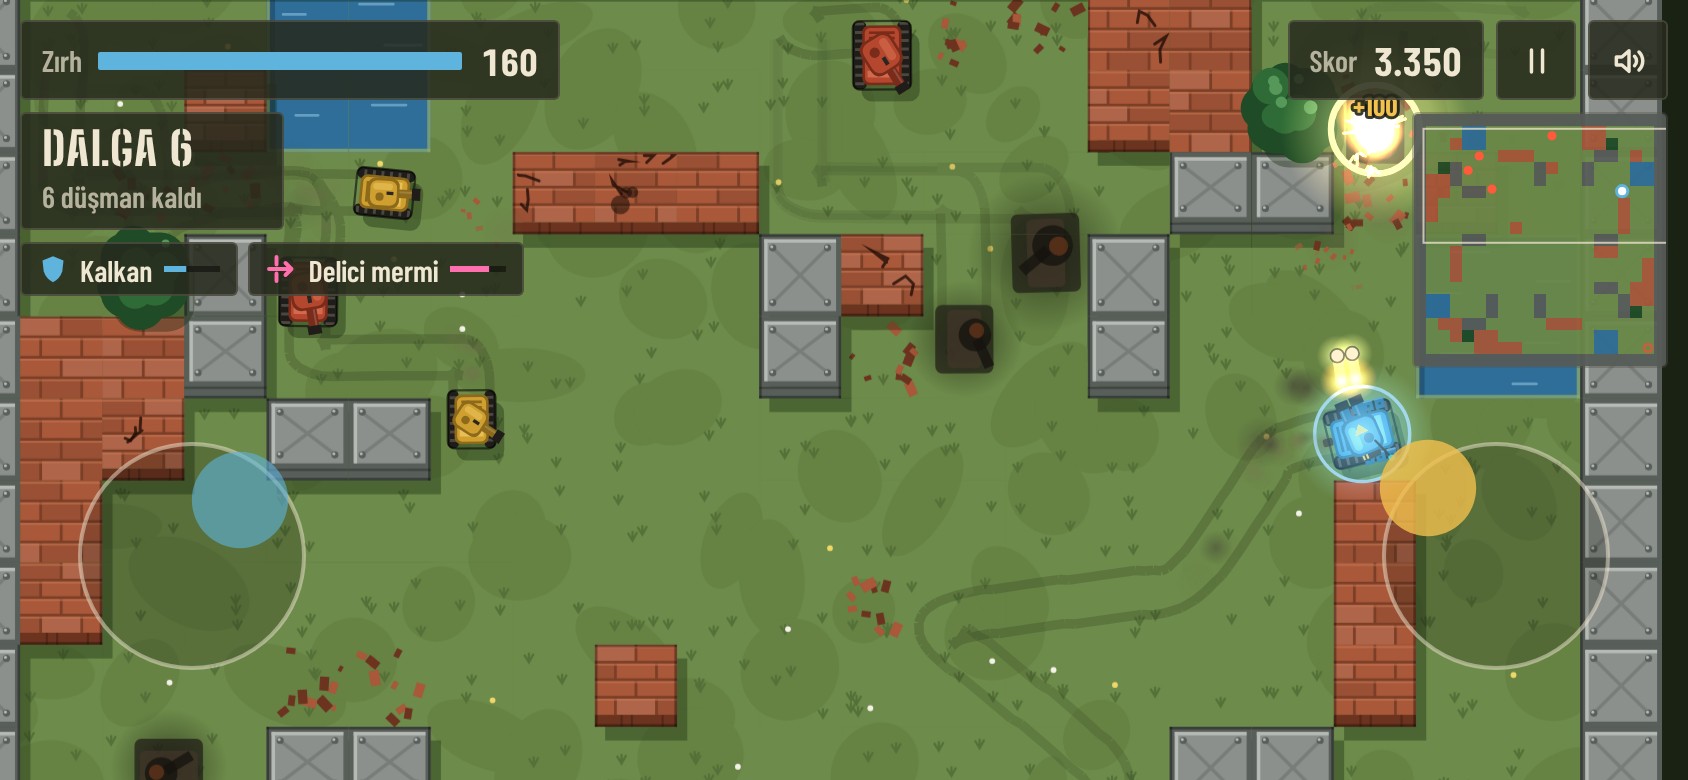 Zırh 160
Skor 3.350
+100
DALGA 6
6 düşman kaldı
Kalkan
Delici mermi